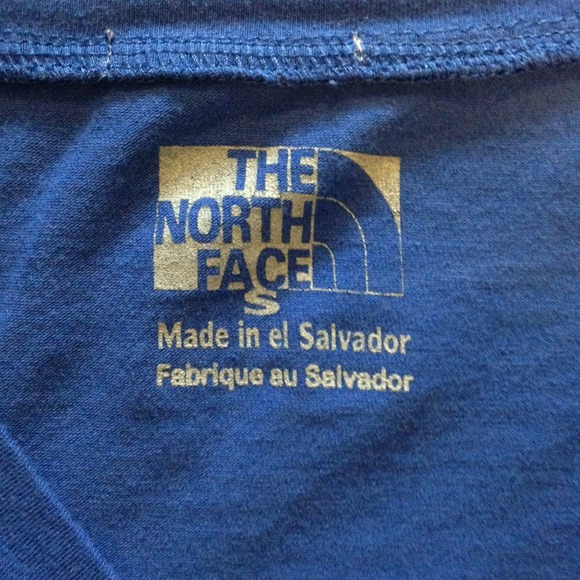 THE
NORTH
FACE
S
Made in el Salvador
Fabrique au Salvador